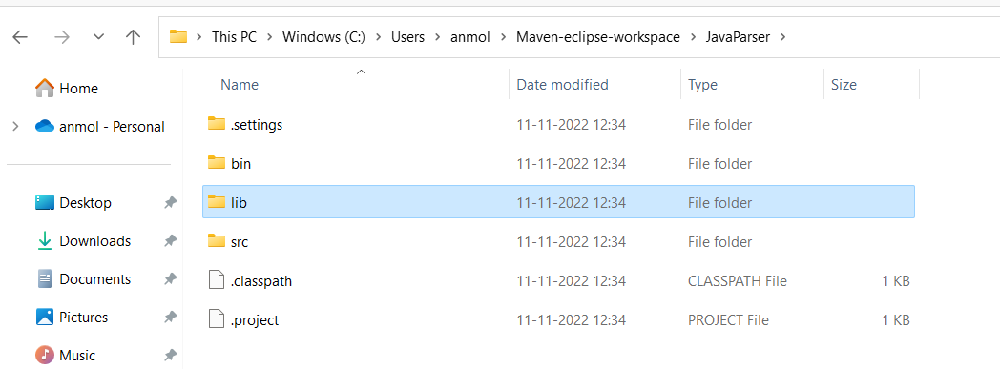 This PC > Windows (C:) > Users > anmol > Maven-eclipse-workspace > JavaParser >
Name Date modified Type Size
Home
anmol - Personal
Desktop
Downloads
Documents
Pictures
Music
.settings 11-11-2022 12:34 File folder
bin 11-11-2022 12:34 File folder
lib 11-11-2022 12:34 File folder
src 11-11-2022 12:34 File folder
.classpath 11-11-2022 12:34 CLASSPATH File 1 KB
.project 11-11-2022 12:34 PROJECT File 1 KB